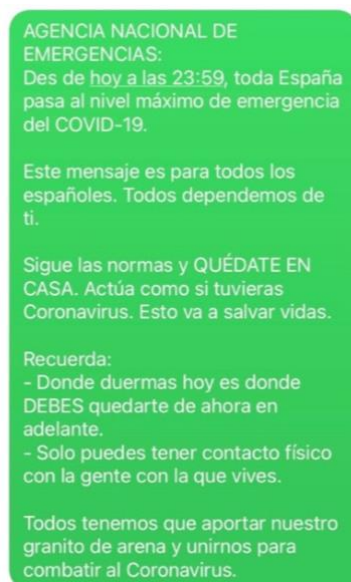 AGENCIA NACIONAL DE
EMERGENCIAS:
Des de hoy a las 23:59, toda España
pasa al nivel máximo de emergencia
del COVID-19.
Este mensaje es para todos los
españoles. Todos dependemos de
ti.
Sigue las normas y QUÉDATE EN
CASA. Actúa como si tuvieras
Coronavirus. Esto va a salvar vidas.
Recuerda:
- Donde duermas hoy es donde
DEBES quedarte de ahora en
adelante.
- Solo puedes tener contacto físico
con la gente con la que vives.
Todos tenemos que aportar nuestro
granito de arena y unirnos para
combatir al Coronavirus.